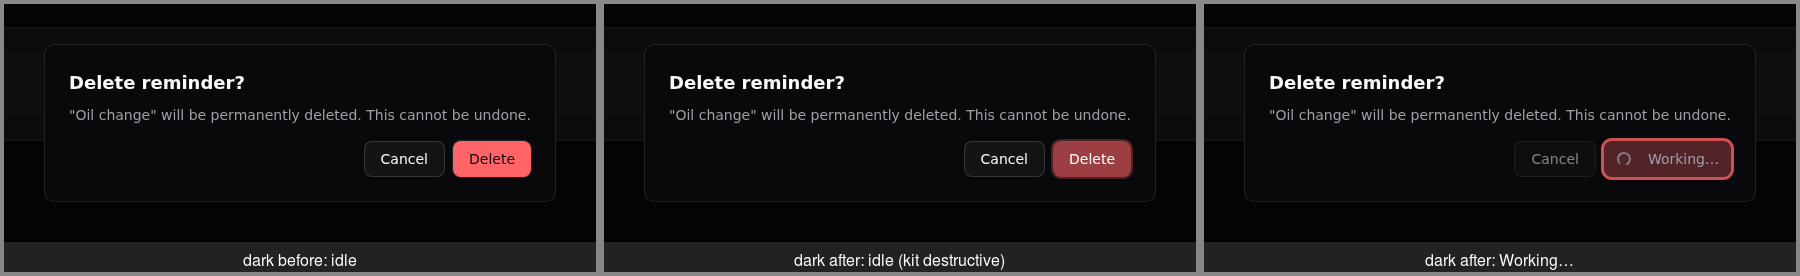 Delete reminder?
"Oil change" will be permanently deleted. This cannot be undone.
Cancel Delete
dark before: idle
Delete reminder?
"Oil change" will be permanently deleted. This cannot be undone.
Cancel Delete
dark after: idle (kit destructive)
Delete reminder?
"Oil change" will be permanently deleted. This cannot be undone.
Cancel Working...
dark after: Working...